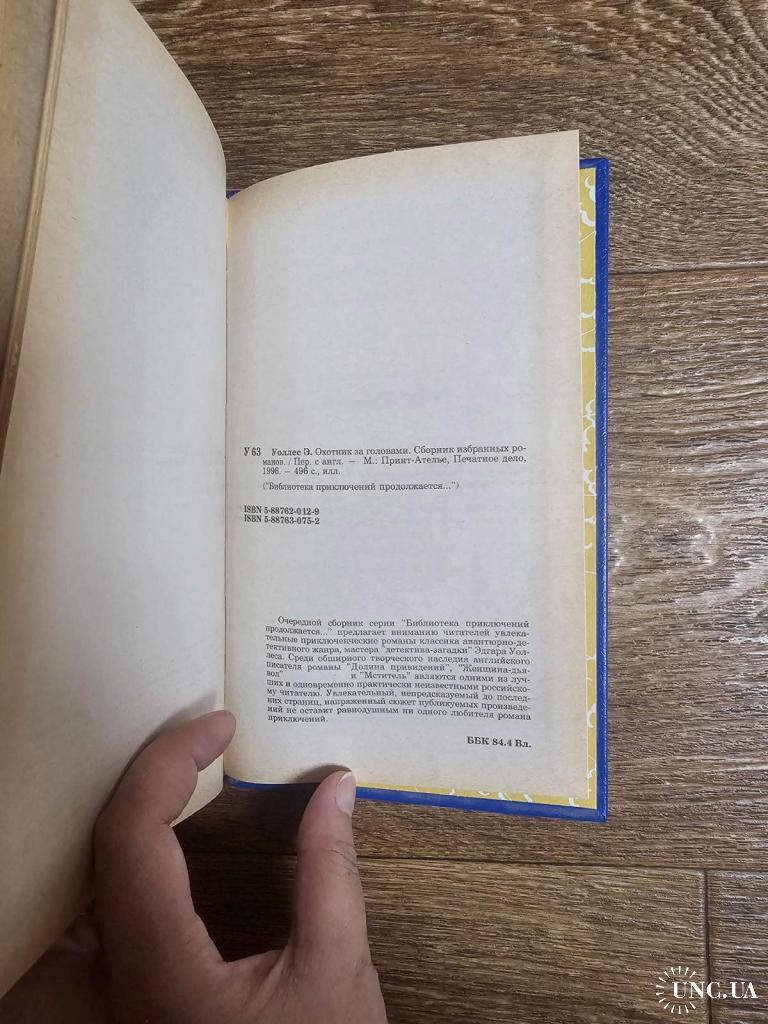 У 63 Уоллес Э. Охотник за головами. Сборник избранных ро-
манов. / Пер. с англ. — М.: Принт-Ателье, Печатное дело,
1996. — 496 с., илл.
("Библиотека приключений продолжается...")
ISBN 5-88762-012-9
ISBN 5-88763-075-2
Очередной сборник серии "Библиотека приключений
продолжается..." предлагает вниманию читателей увлека-
тельные приключенческие романы классика авантюрно-де-
тективного жанра, мастера "детектива-загадки" Эдгара Уол-
леса. Среди обширного творческого наследия английского
писателя романы "Долина привидений", "Женщина-дья-
вол" и "Мститель" являются одними из луч-
ших и одновременно практически неизвестными российско-
му читателю. Увлекательный, непредсказуемый до послед-
них страниц, напряженный сюжет публикуемых произведе-
ний не оставит равнодушным ни одного любителя романа
приключений.
ББК 84.4 Вл.
UNC.UA